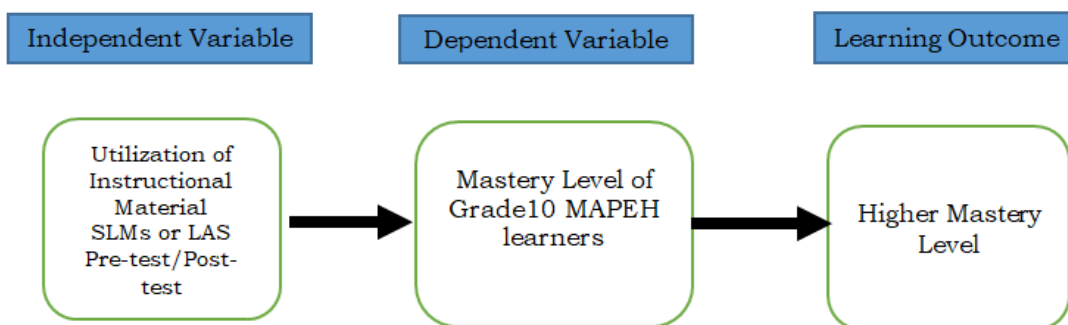 Independent Variable
Dependent Variable
Learning Outcome
Utilization of
Instructional
Material
SLMs or LAS
Pre-test/Post-
test
Mastery Level of
Grade10 MAPEH
learners
Higher Mastery
Level